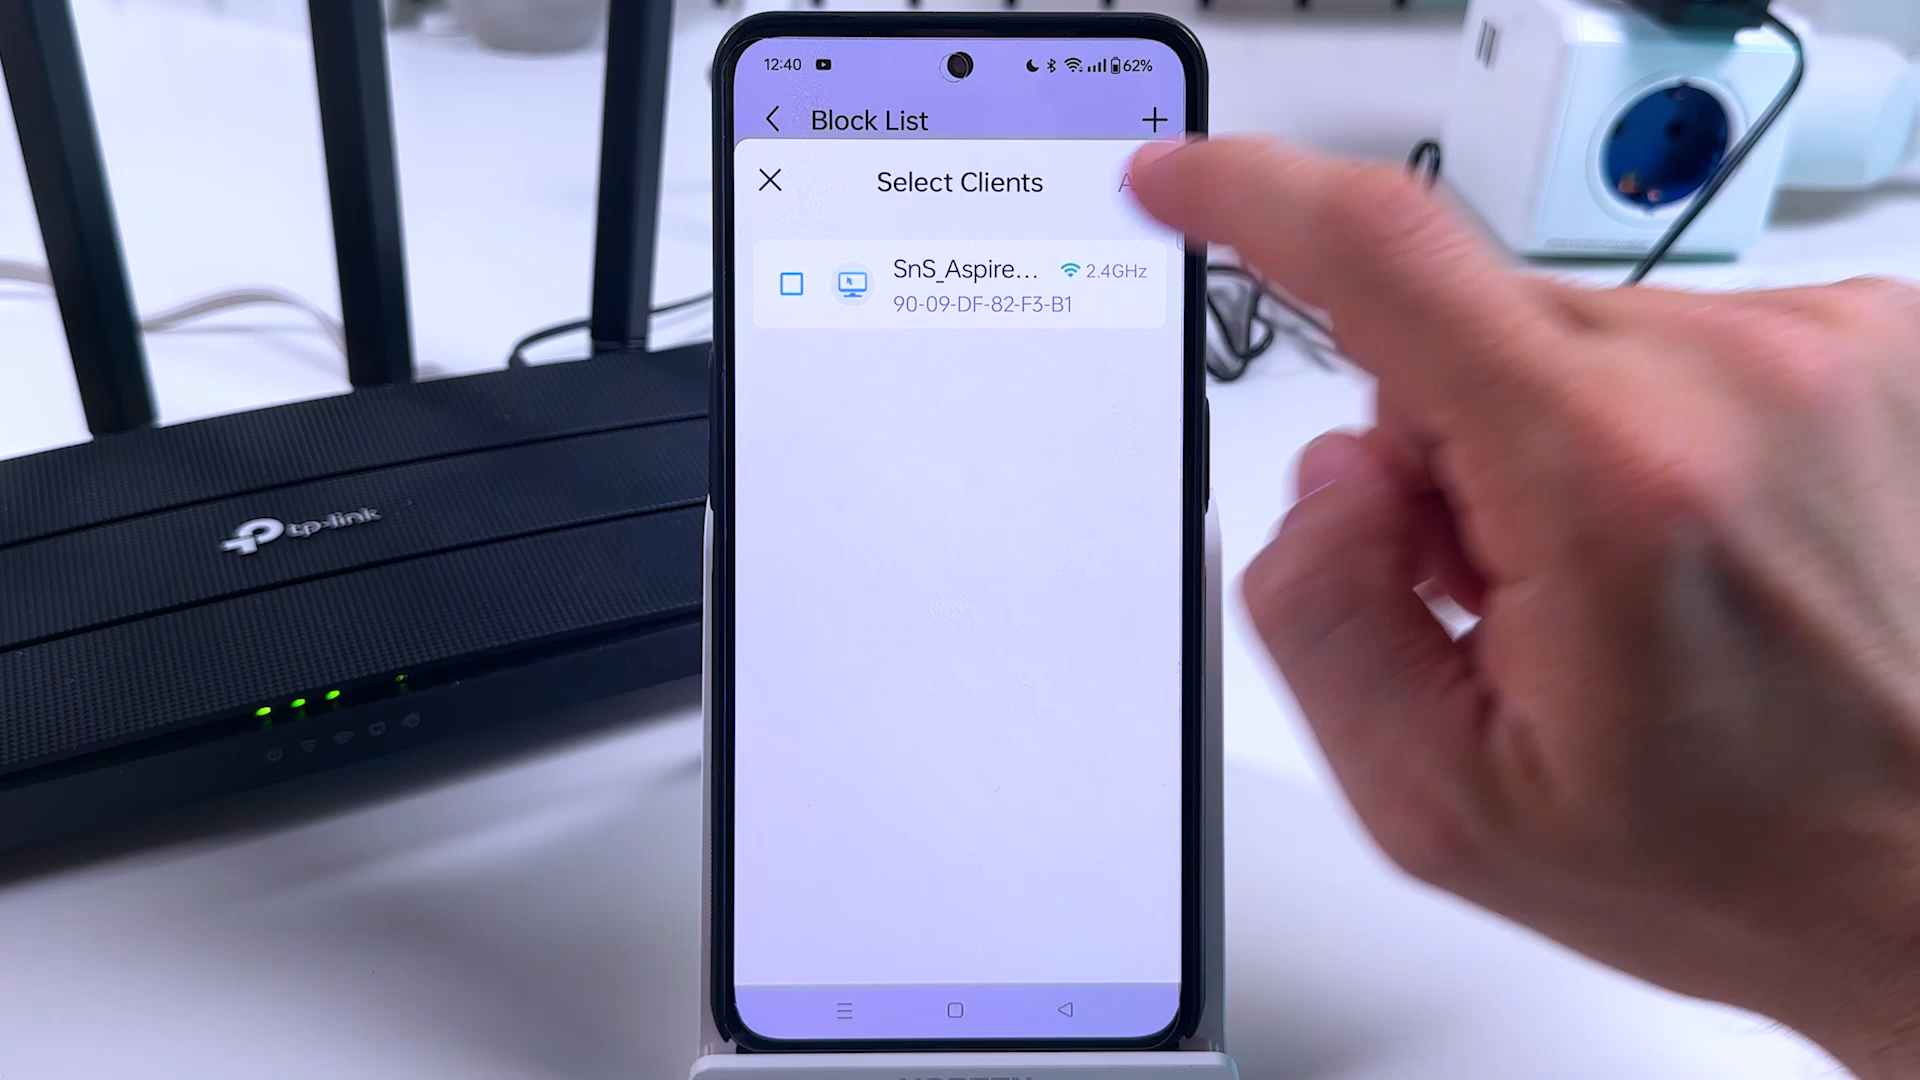 12:40
62%
Block List
Select Clients
SnS_Aspire...
2.4GHz
90-09-DF-82-F3-B1
tp-link